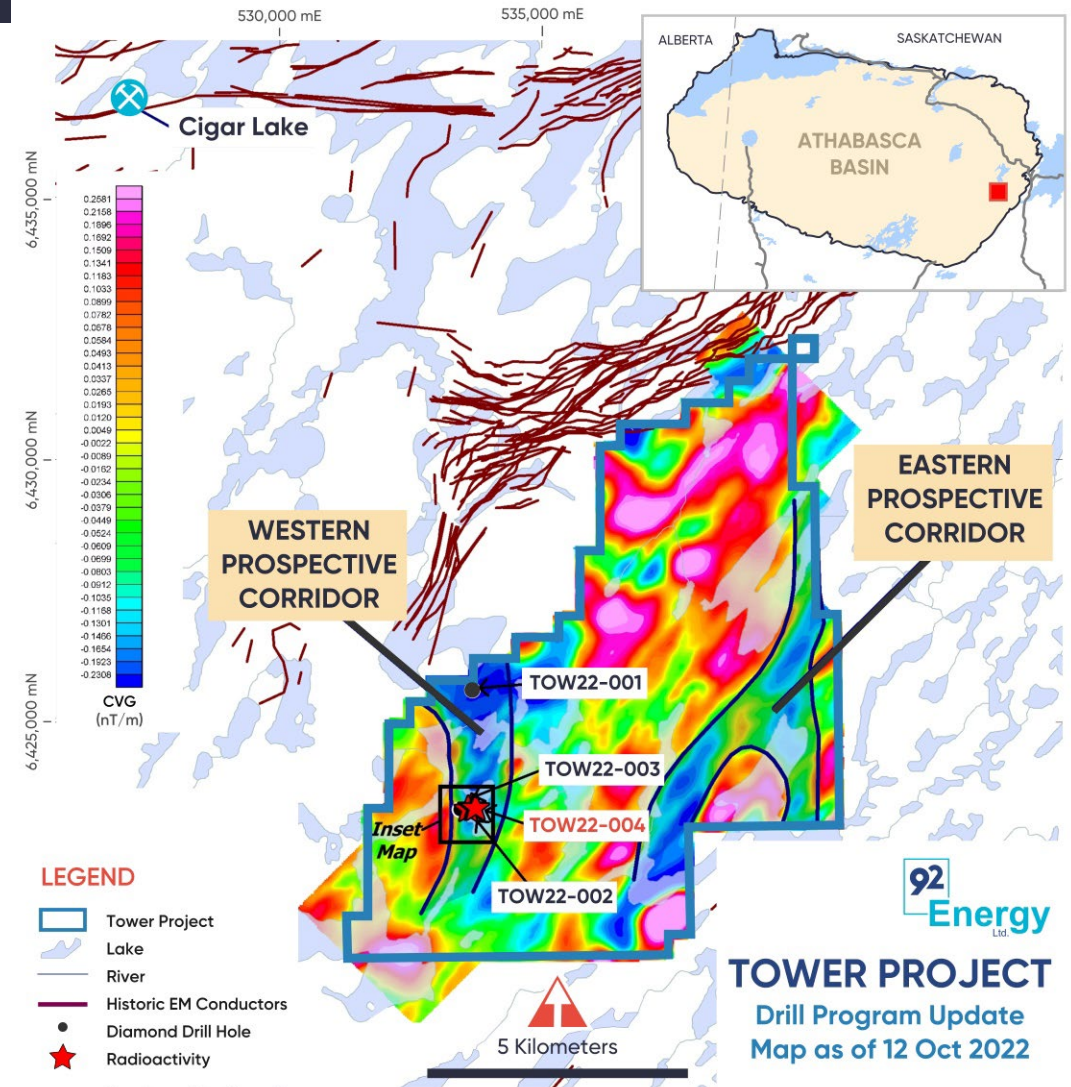 530,000 mE
535,000 mE
6,435,000 mN
6,430,000 mN
6,425,000 mN
Cigar Lake
ALBERTA
SASKATCHEWAN
ATHABASCA
BASIN
0.2581
0.2158
0.1896
0.1692
0.1509
0.1341
0.1183
0.1033
0.0899
0.0782
0.0678
0.0584
0.0493
0.0413
0.0337
0.0265
0.0193
0.0120
0.0049
-0.0022
-0.0089
-0.0162
-0.0234
-0.0306
-0.0379
-0.0449
-0.0524
-0.0609
-0.0699
-0.0803
-0.0912
-0.1036
-0.1168
-0.1301
-0.1466
-0.1654
-0.1923
-0.2306
CVG
(nT/m)
WESTERN
PROSPECTIVE
CORRIDOR
EASTERN
PROSPECTIVE
CORRIDOR
TOW22-001
TOW22-003
TOW22-004
TOW22-002
Inset
Map
LEGEND
Tower Project
Lake
River
Historic EM Conductors
Diamond Drill Hole
Radioactivity
5 Kilometers
92
Energy
Ltd.
TOWER PROJECT
Drill Program Update
Map as of 12 Oct 2022